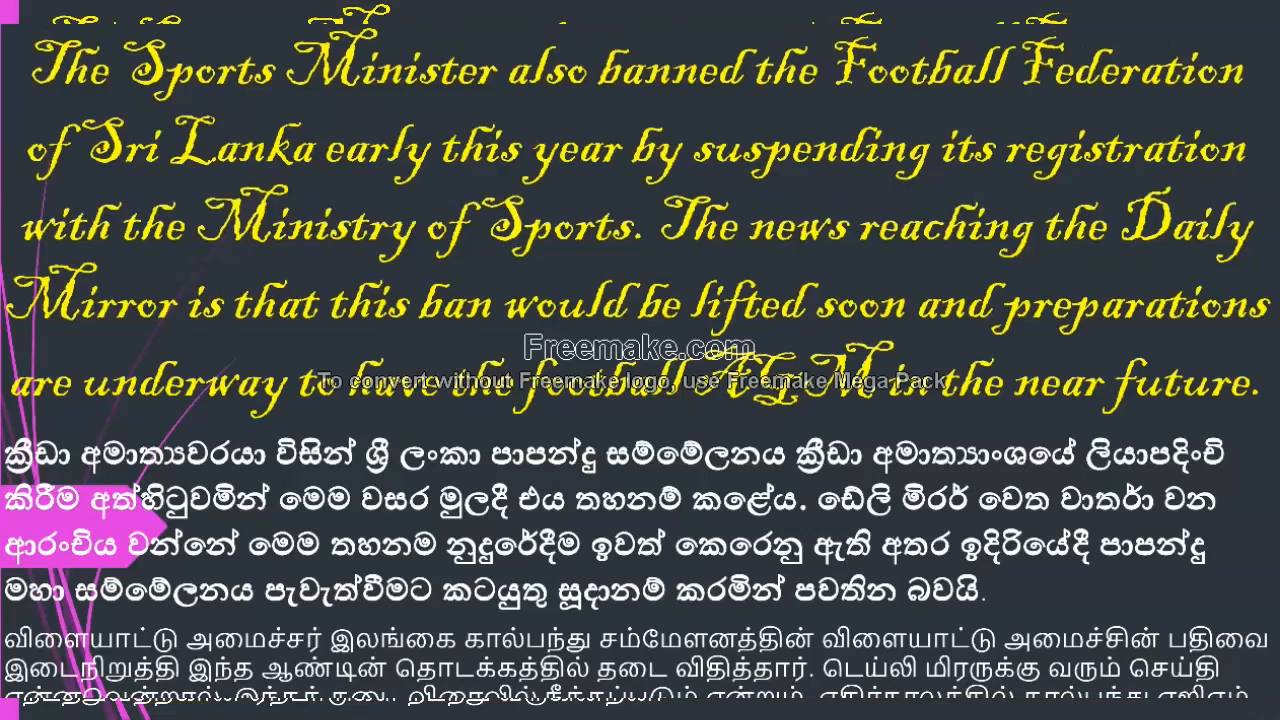 The Sports Minister also banned the Football Federation
of Sri Lanka early this year by suspending its registration
with the Ministry of Sports. The news reaching the Daily
Mirror is that this ban would be lifted soon and preparations
Freemake.com
are underway to have the football AGM in the near future.
To convert without Freemake logo, use Freemake Mega Pack
ක්‍රීඩා අමාත්‍යවරයා විසින් ශ්‍රී ලංකා පාපන්දු සම්මේලනය ක්‍රීඩා අමාත්‍යාංශයේ ලියාපදිංචි
කිරීම අත්හිටුවමින් මෙම වසර මුලදී එය තහනම් කළේය. ඩේලි මිරර් වෙත වාර්තා වන
ආරංචිය වන්නේ මෙම තහනම නුදුරේදීම ඉවත් කෙරෙනු ඇති අතර ඉදිරියේදී පාපන්දු
මහා සම්මේලනය පැවැත්වීමට කටයුතු සූදානම් කරමින් පවතින බවයි.
விளையாட்டு அமைச்சர் இலங்கை கால்பந்து சம்மேளனத்தின் விளையாட்டு அமைச்சின் பதிவை
இடைநிறுத்தி இந்த ஆண்டின் தொடக்கத்தில் தடை விதித்தார். டெய்லி மிரருக்கு வரும் செய்தி